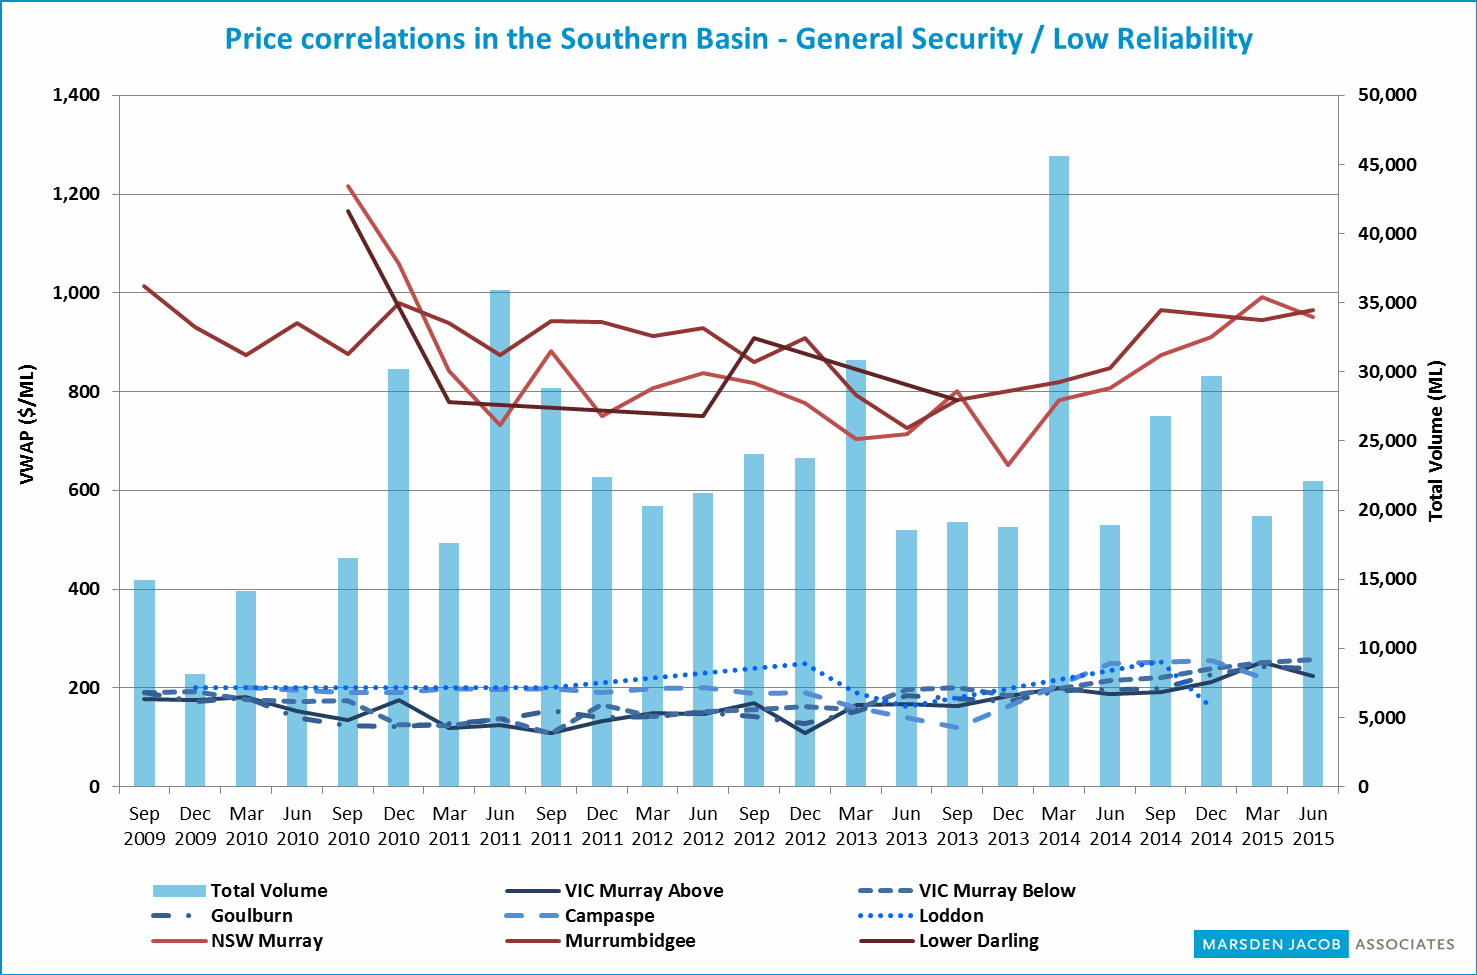 Price correlations in the Southern Basin - General Security / Low Reliability
1,400
1,200
1,000
800
600
400
200
0
VWAP ($/ML)
50,000
45,000
40,000
35,000
30,000
25,000
20,000
15,000
10,000
5,000
0
Total Volume (ML)
Sep Dec Mar Jun Sep Dec Mar Jun Sep Dec Mar Jun Sep Dec Mar Jun Sep Dec Mar Jun Sep Dec Mar Jun
2009 2009 2010 2010 2010 2010 2011 2011 2011 2011 2012 2012 2012 2012 2013 2013 2013 2013 2014 2014 2014 2014 2015 2015
Total Volume VIC Murray Above VIC Murray Below
Goulburn Campaspe Loddon
NSW Murray Murrumbidgee Lower Darling
MARSDEN JACOB ASSOCIATES